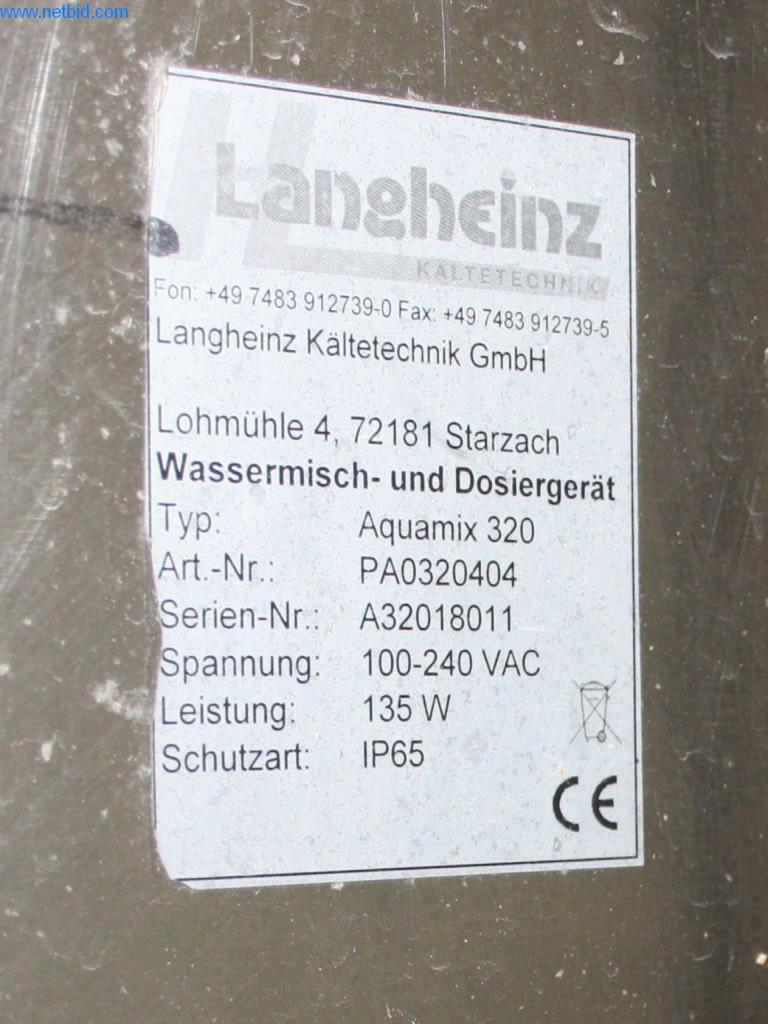 www.netbid.com
Langheinz
KÄLTETECHNIK
Fon: +49 7483 912739-0 Fax: +49 7483 912739-5
Langheinz Kältetechnik GmbH
Lohmühle 4, 72181 Starzach
Wassermisch- und Dosiergerät
Typ: Aquamix 320
Art.-Nr.: PA0320404
Serien-Nr.: A32018011
Spannung: 100-240 VAC
Leistung: 135 W
Schutzart: IP65
CE